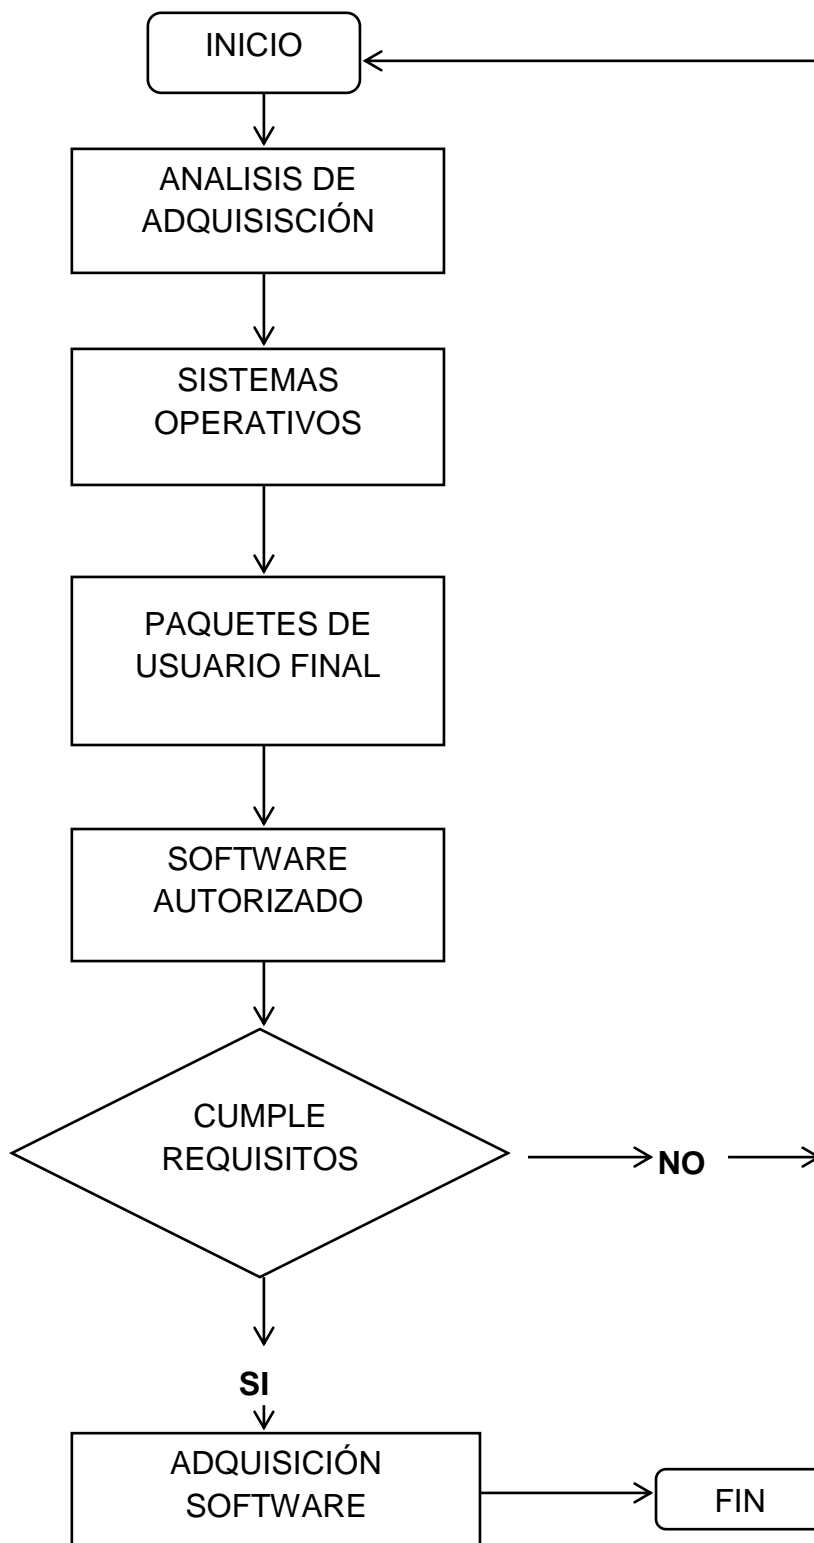 INICIO
ANALISIS DE
ADQUISISCIÓN
SISTEMAS
OPERATIVOS
PAQUETES DE
USUARIO FINAL
SOFTWARE
AUTORIZADO
CUMPLE
REQUISITOS
NO
SI
ADQUISICIÓN
SOFTWARE
FIN